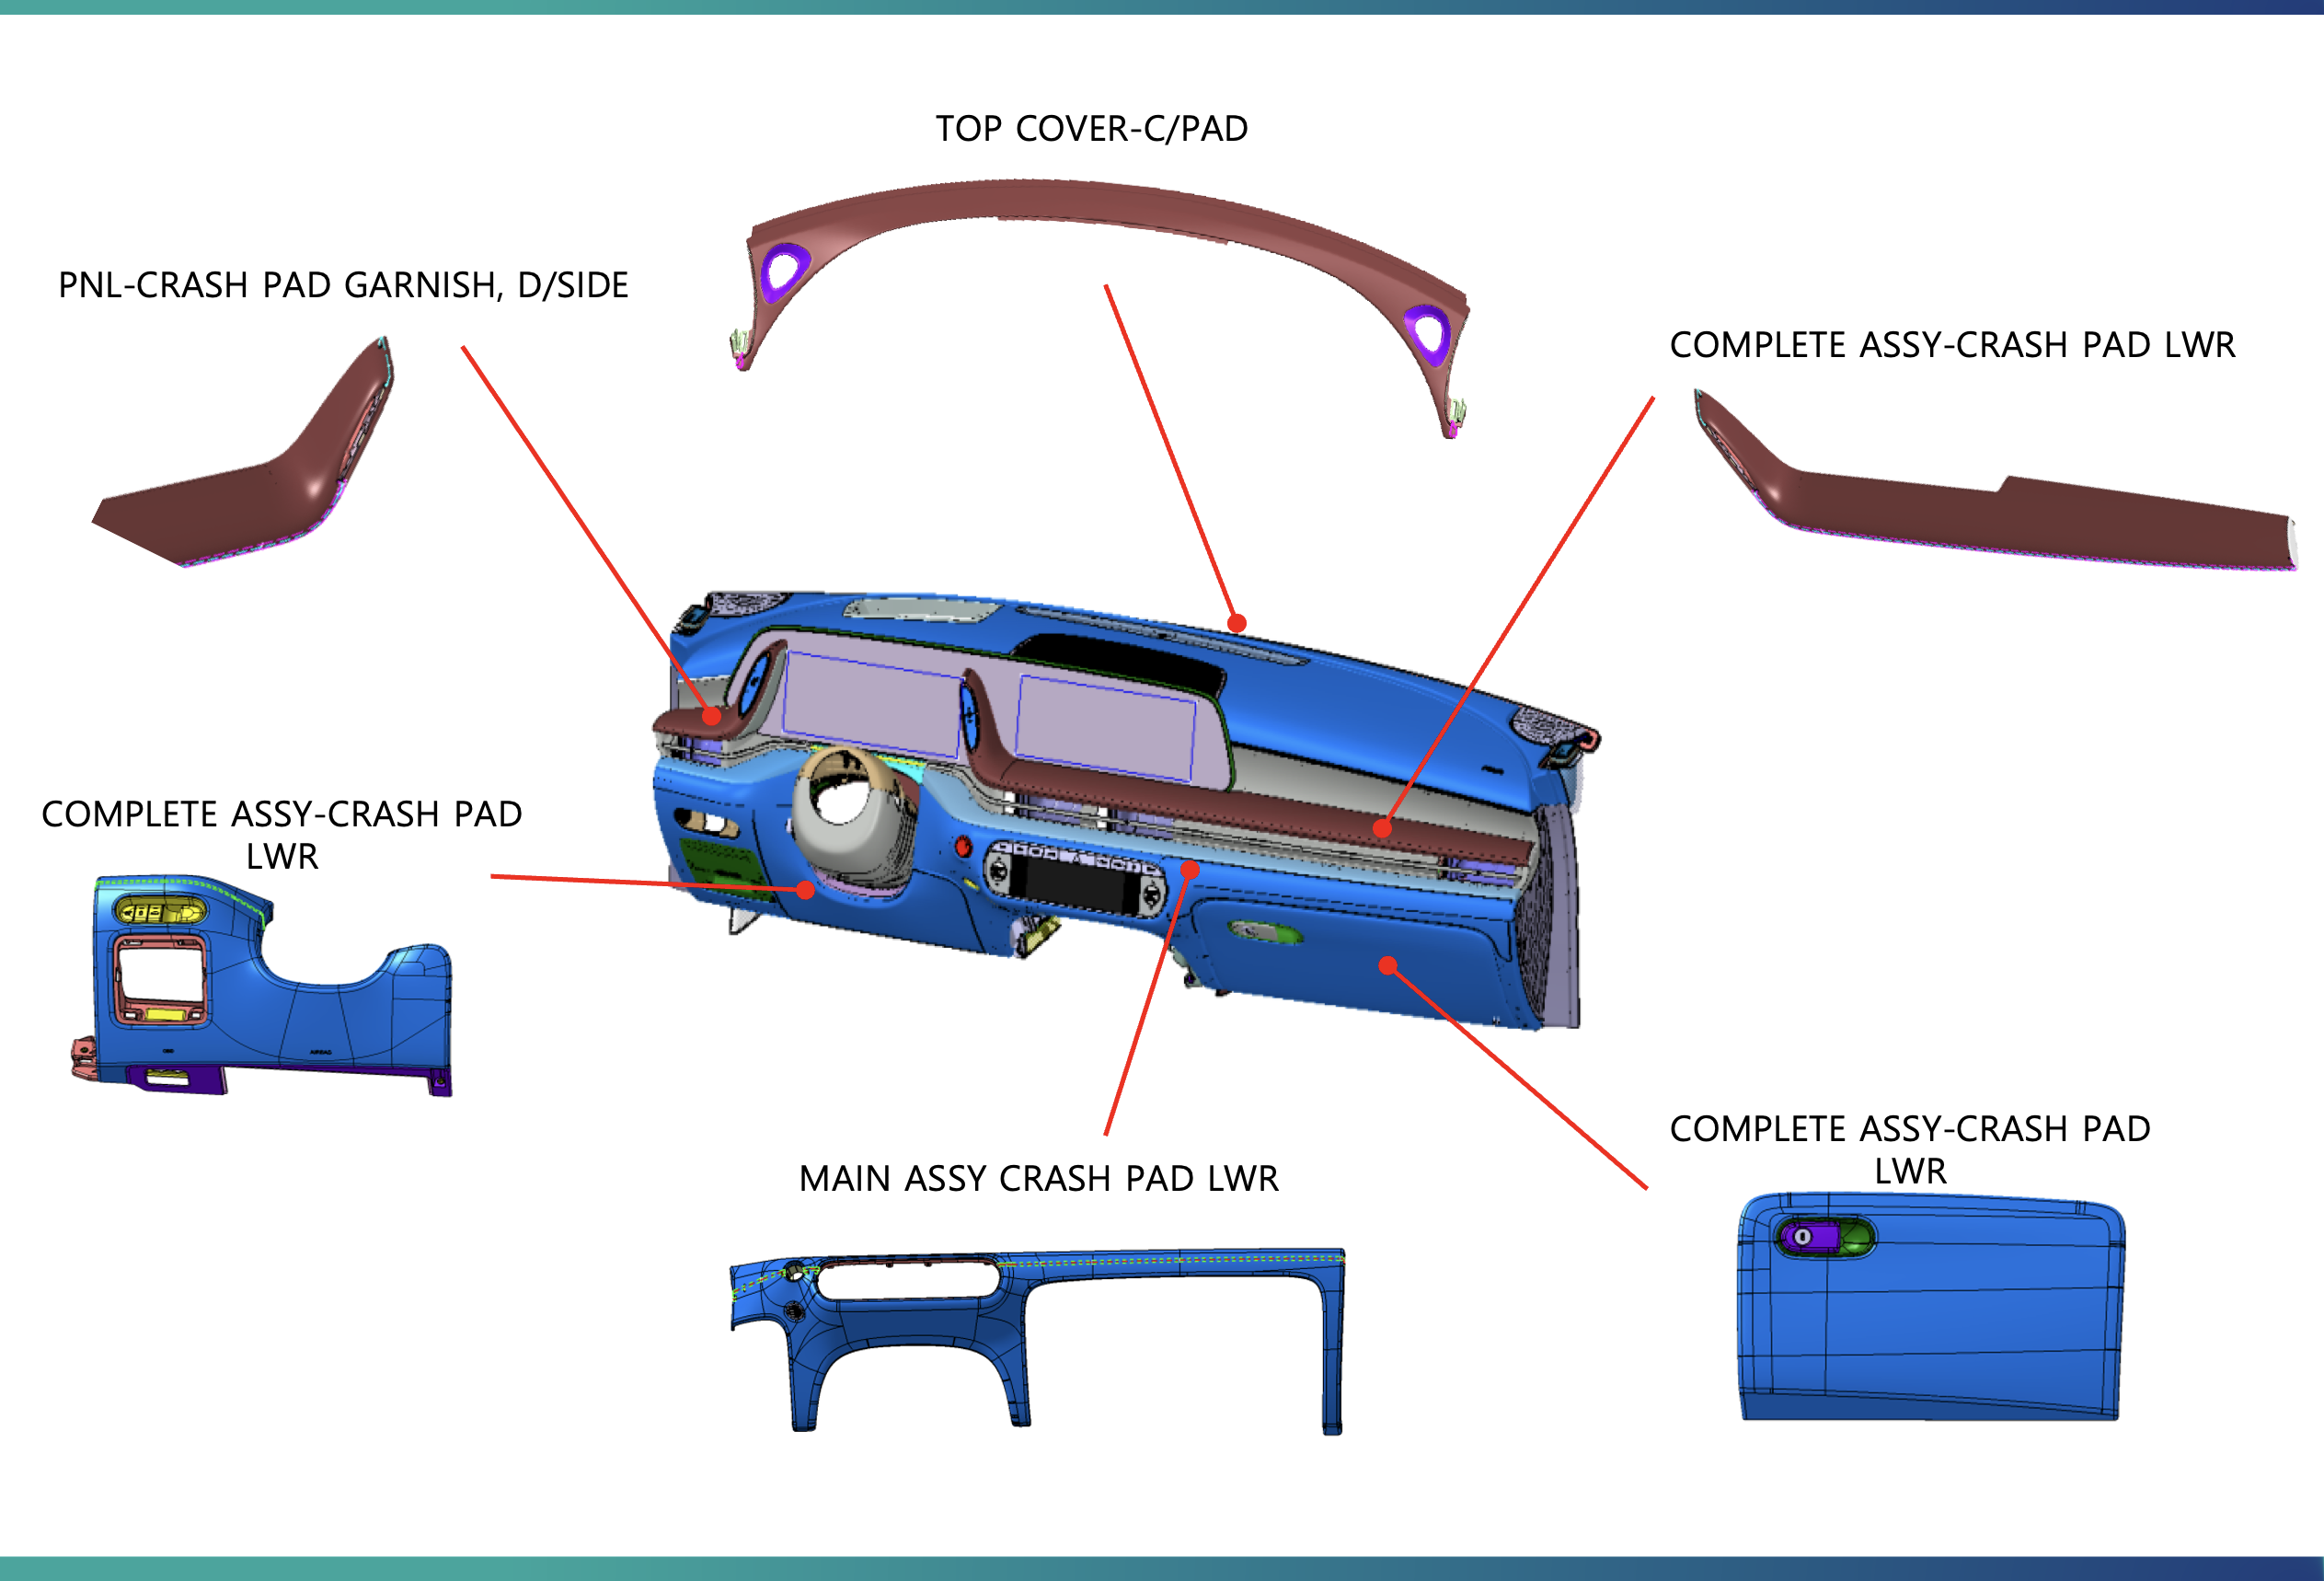 TOP COVER-C/PAD
PNL-CRASH PAD GARNISH, D/SIDE
COMPLETE ASSY-CRASH PAD LWR
COMPLETE ASSY-CRASH PAD
LWR
MAIN ASSY CRASH PAD LWR
COMPLETE ASSY-CRASH PAD
LWR